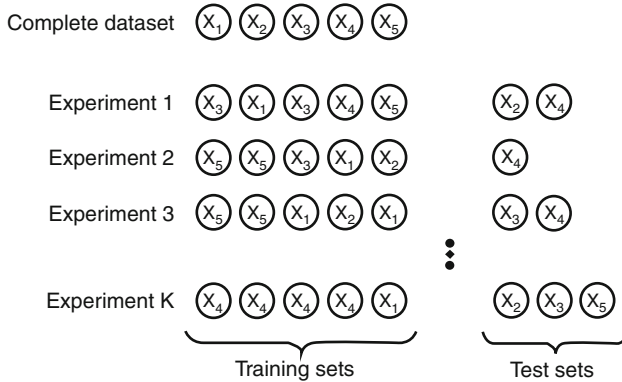 Complete dataset X₁ X₂ X₃ X₄ X₅
Experiment 1 X₃ X₁ X₃ X₄ X₅ X₂ X₄
Experiment 2 X₅ X₅ X₃ X₁ X₂ X₄
Experiment 3 X₅ X₅ X₁ X₂ X₁ X₃ X₄
Experiment K X₄ X₄ X₄ X₄ X₁ X₂ X₃ X₅
Training sets Test sets